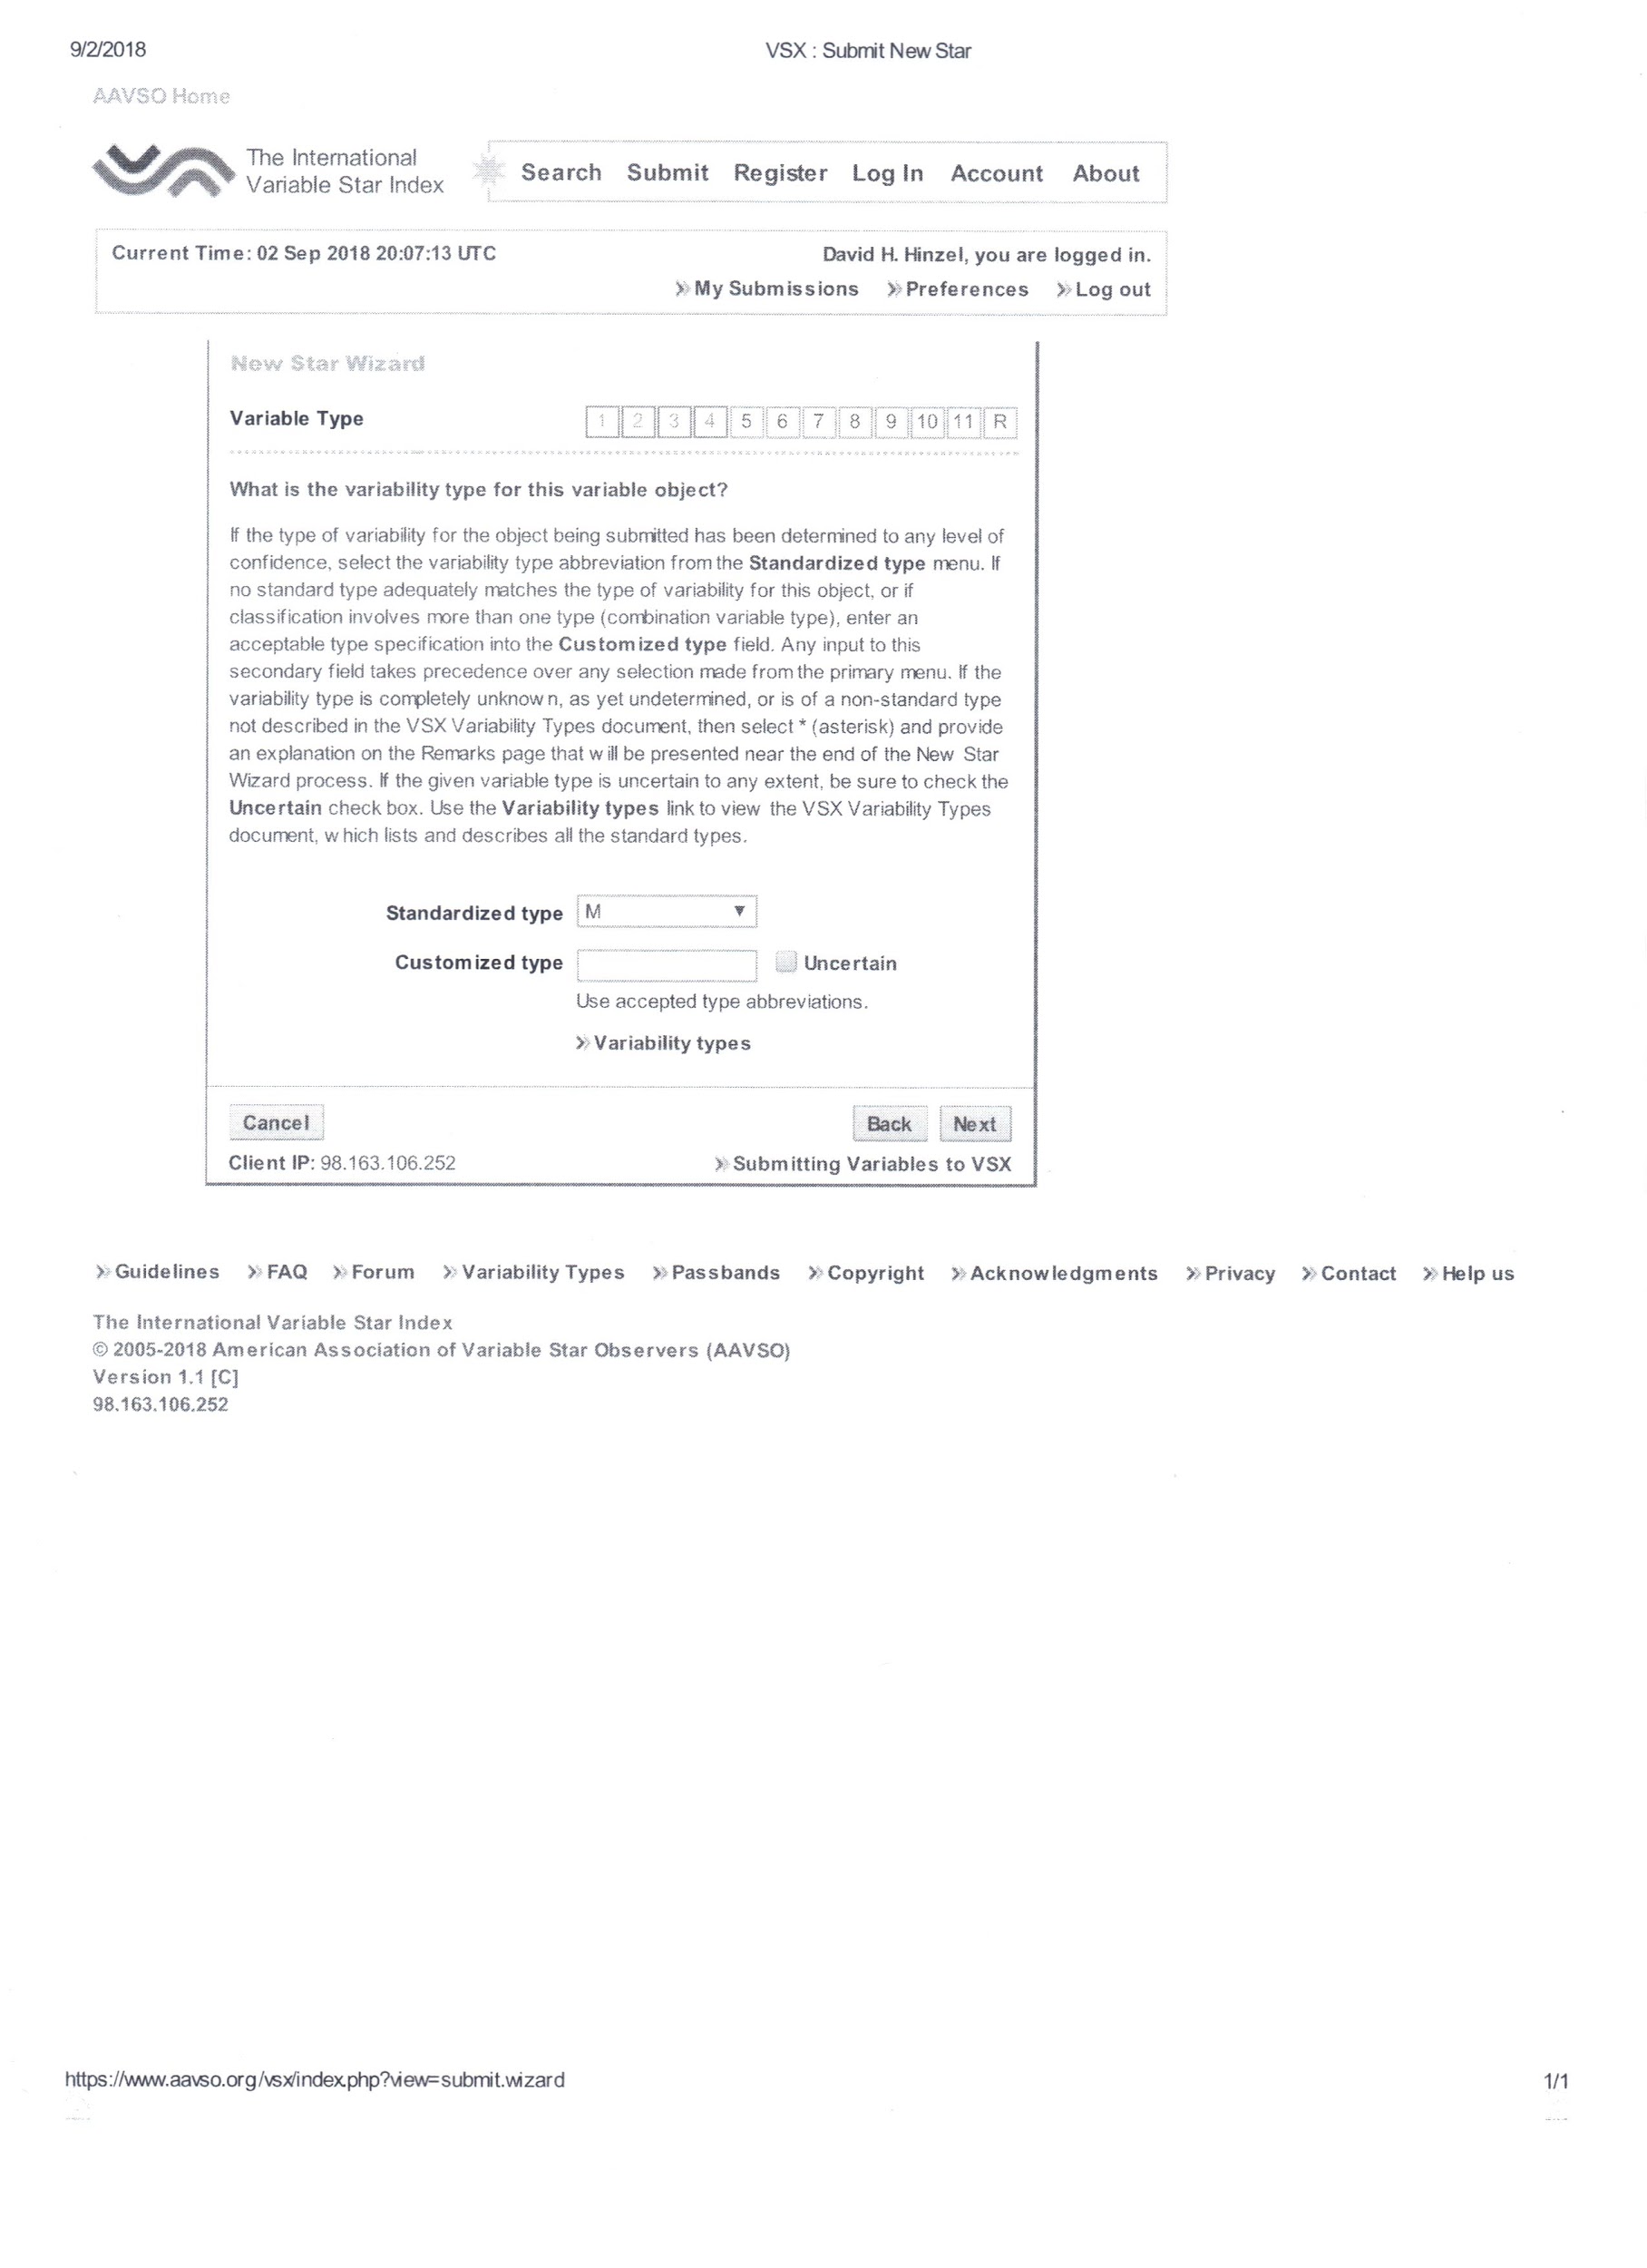 9/2/2018 VSX : Submit New Star
AAVSO Home
The International
Variable Star Index
Search Submit Register Log In Account About
Current Time: 02 Sep 2018 20:07:13 UTC David H. Hinzel, you are logged in.
» My Submissions » Preferences » Log out
New Star Wizard
Variable Type 1 2 3 4 5 6 7 8 9 10 11 R
What is the variability type for this variable object?
If the type of variability for the object being submitted has been determined to any level of
confidence, select the variability type abbreviation from the Standardized type menu. If
no standard type adequately matches the type of variability for this object, or if
classification involves more than one type (combination variable type), enter an
acceptable type specification into the Customized type field. Any input to this
secondary field takes precedence over any selection made from the primary menu. If the
variability type is completely unknown, as yet undetermined, or is of a non-standard type
not described in the VSX Variability Types document, then select * (asterisk) and provide
an explanation on the Remarks page that will be presented near the end of the New Star
Wizard process. If the given variable type is uncertain to any extent, be sure to check the
Uncertain check box. Use the Variability types link to view the VSX Variability Types
document, which lists and describes all the standard types.
Standardized type M
Customized type Uncertain
Use accepted type abbreviations.
» Variability types
Cancel Back Next
Client IP: 98.163.106.252 » Submitting Variables to VSX
» Guidelines » FAQ » Forum » Variability Types » Passbands » Copyright » Acknowledgments » Privacy » Contact » Help us
The International Variable Star Index
© 2005-2018 American Association of Variable Star Observers (AAVSO)
Version 1.1 [C]
98.163.106.252
https://www.aavso.org/vsx/index.php?view=submit.wizard 1/1